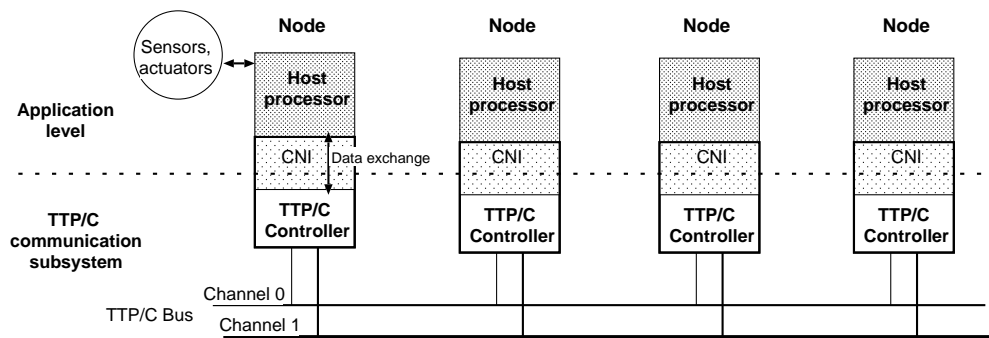 Node
Node
Node
Node
Sensors,
actuators
Host
processor
Host
processor
Host
processor
Host
processor
Application
level
CNI
Data exchange
CNI
CNI
CNI
TTP/C
communication
subsystem
TTP/C
Controller
TTP/C
Controller
TTP/C
Controller
TTP/C
Controller
Channel 0
TTP/C Bus
Channel 1